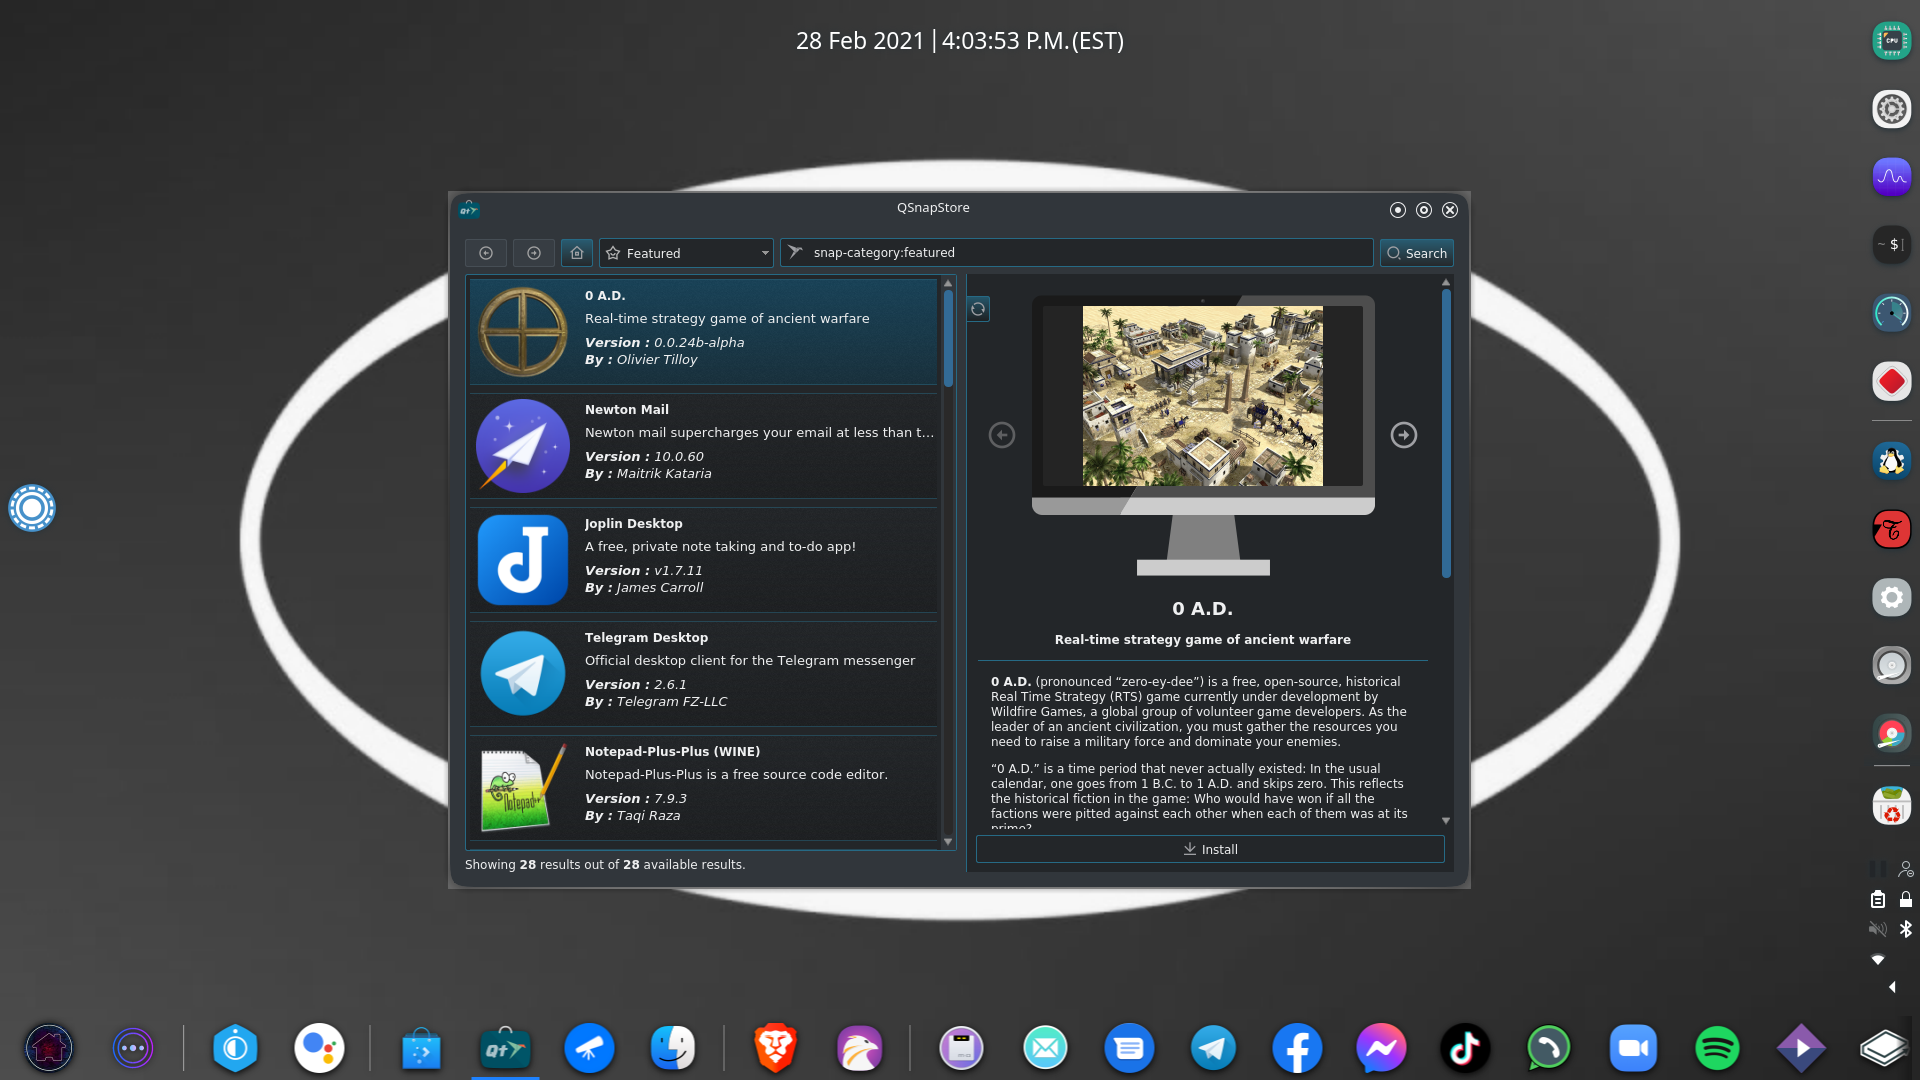 28 Feb 2021 | 4:03:53 P.M.(EST)
CPU
QSnapStore
Qt
Featured
snap-category:featured
Search
0 A.D.
Real-time strategy game of ancient warfare
Version : 0.0.24b-alpha
By : Olivier Tilloy
Newton Mail
Newton mail supercharges your email at less than t...
Version : 10.0.60
By : Maitrik Kataria
Joplin Desktop
A free, private note taking and to-do app!
Version : v1.7.11
By : James Carroll
Telegram Desktop
Official desktop client for the Telegram messenger
Version : 2.6.1
By : Telegram FZ-LLC
Notepad++
Notepad-Plus-Plus (WINE)
Notepad-Plus-Plus is a free source code editor.
Version : 7.9.3
By : Taqi Raza
Showing 28 results out of 28 available results.
0 A.D.
Real-time strategy game of ancient warfare
0 A.D. (pronounced “zero-ey-dee”) is a free, open-source, historical
Real Time Strategy (RTS) game currently under development by
Wildfire Games, a global group of volunteer game developers. As the
leader of an ancient civilization, you must gather the resources you
need to raise a military force and dominate your enemies.
“0 A.D.” is a time period that never actually existed: In the usual
calendar, one goes from 1 B.C. to 1 A.D. and skips zero. This reflects
the historical fiction in the game: Who would have won if all the
factions were pitted against each other when each of them was at its
prime?
Install
~ $|
Qt